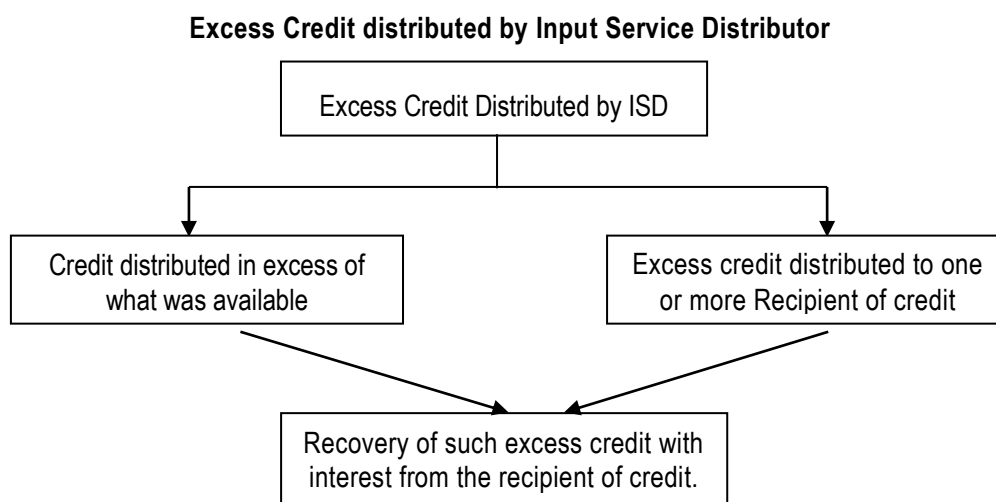 Excess Credit distributed by Input Service Distributor
Excess Credit Distributed by ISD
Credit distributed in excess of
what was available
Excess credit distributed to one
or more Recipient of credit
Recovery of such excess credit with
interest from the recipient of credit.